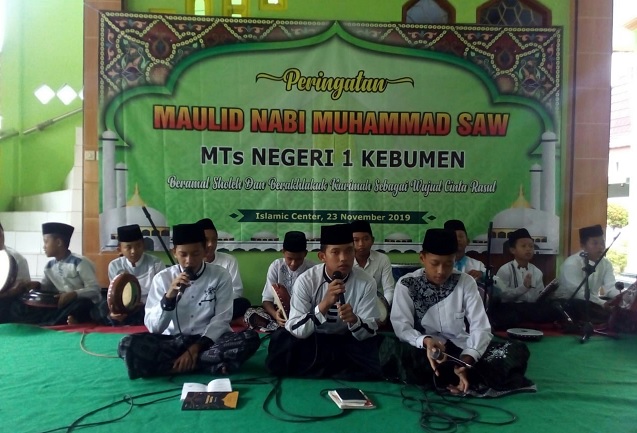 Peringatan
MAULID NABI MUHAMMAD SAW
MTs NEGERI 1 KEBUMEN
Beramal Sholeh Dan Berakhlakuk Karimah Sebagai Wujud Cinta Rasul
Islamic Center, 23 November 2019